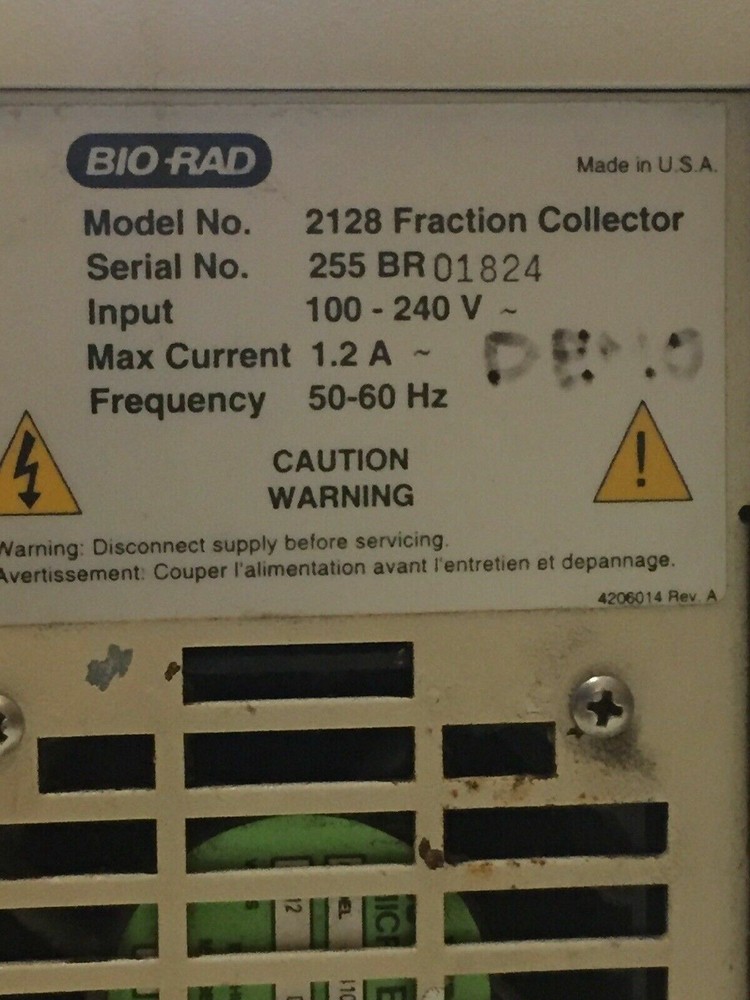 BIO-RAD
Made in U.S.A.
Model No. 2128 Fraction Collector
Serial No. 255 BR 01824
Input 100 - 240 V ~
Max Current 1.2 A ~
DEMO
Frequency 50-60 Hz
CAUTION
WARNING
Warning: Disconnect supply before servicing.
Avertissement: Couper l'alimentation avant l'entretien et depannage.
4206014 Rev. A